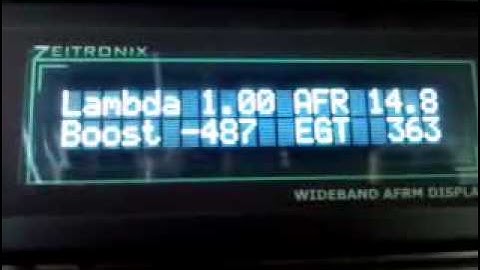 ZEITRONIX
Lambda 1.00 AFR 14.8
Boost -487 EGT 363
WIDEBAND AFRM DISPLA